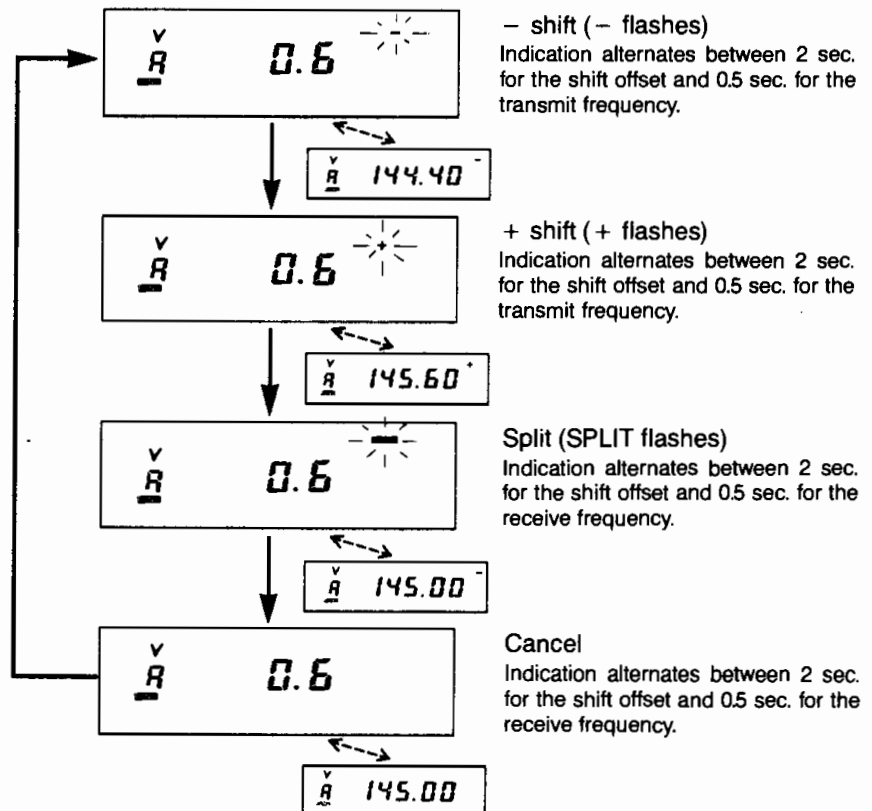 A 0.6 -
− shift (− flashes)
Indication alternates between 2 sec.
for the shift offset and 0.5 sec. for the
transmit frequency.
A 144.40 -
A 0.6 +
+ shift (+ flashes)
Indication alternates between 2 sec.
for the shift offset and 0.5 sec. for the
transmit frequency.
A 145.60 +
A 0.6
Split (SPLIT flashes)
Indication alternates between 2 sec.
for the shift offset and 0.5 sec. for the
receive frequency.
A 145.00 -
A 0.6
Cancel
Indication alternates between 2 sec.
for the shift offset and 0.5 sec. for the
receive frequency.
A 145.00